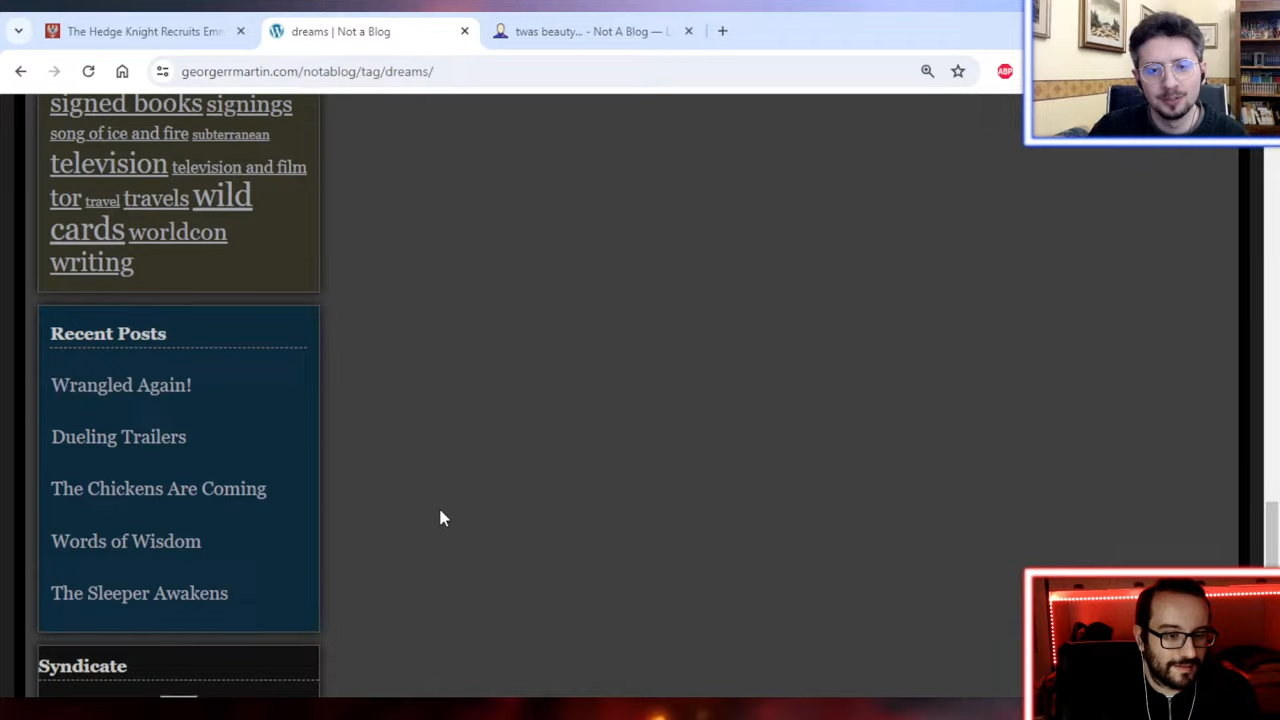 The Hedge Knight Recruits Emm
dreams | Not a Blog
twas beauty... - Not A Blog — L
georgerrmartin.com/notablog/tag/dreams/
ABP
signed books signings
song of ice and fire subterranean
television television and film
tor travel travels wild
cards worldcon
writing
Recent Posts
Wrangled Again!
Dueling Trailers
The Chickens Are Coming
Words of Wisdom
The Sleeper Awakens
Syndicate